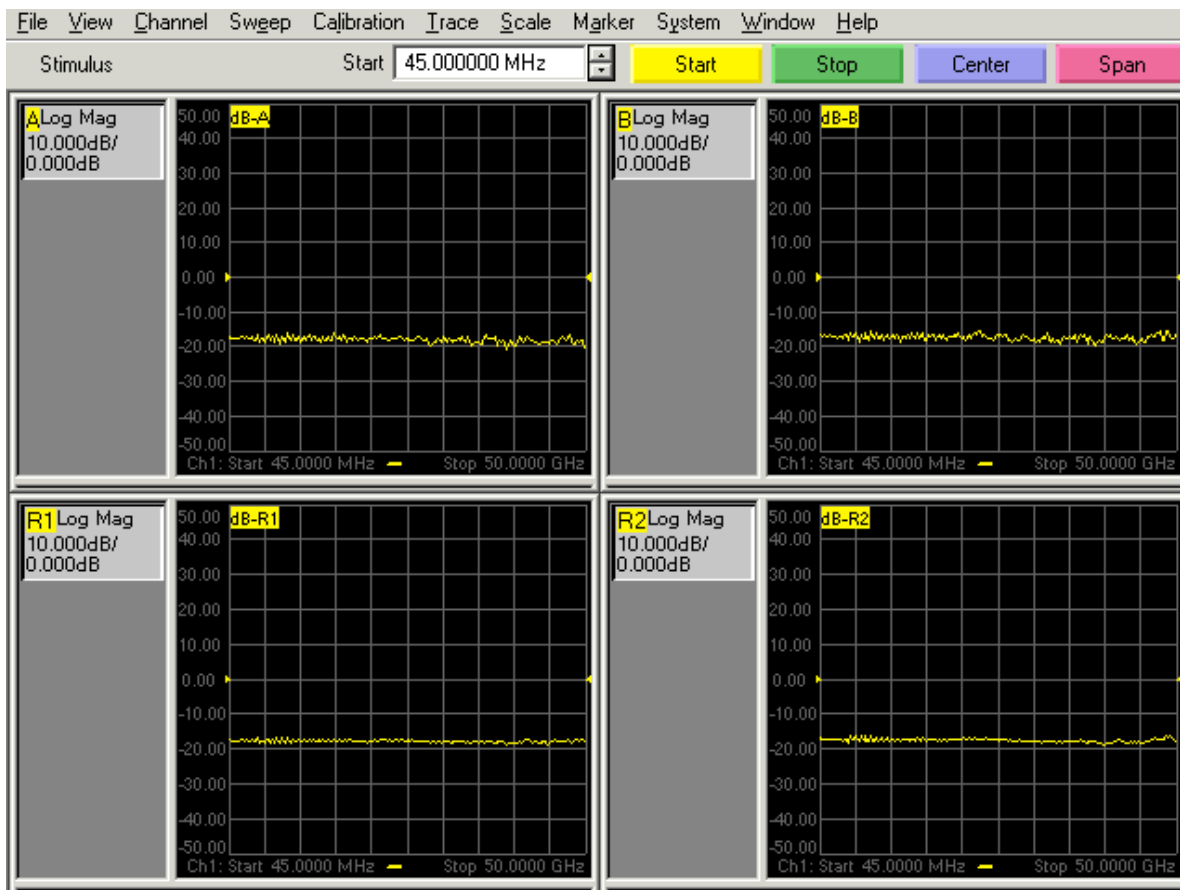 File View Channel Sweep Calibration Trace Scale Marker System Window Help
Stimulus Start 45.000000 MHz Start Stop Center Span
A Log Mag
10.000dB/
0.000dB
50.00 dB-A
40.00
30.00
20.00
10.00
0.00
-10.00
-20.00
-30.00
-40.00
-50.00
Ch1: Start 45.0000 MHz Stop 50.0000 GHz
B Log Mag
10.000dB/
0.000dB
50.00 dB-B
40.00
30.00
20.00
10.00
0.00
-10.00
-20.00
-30.00
-40.00
-50.00
Ch1: Start 45.0000 MHz Stop 50.0000 GHz
R1 Log Mag
10.000dB/
0.000dB
50.00 dB-R1
40.00
30.00
20.00
10.00
0.00
-10.00
-20.00
-30.00
-40.00
-50.00
Ch1: Start 45.0000 MHz Stop 50.0000 GHz
R2 Log Mag
10.000dB/
0.000dB
50.00 dB-R2
40.00
30.00
20.00
10.00
0.00
-10.00
-20.00
-30.00
-40.00
-50.00
Ch1: Start 45.0000 MHz Stop 50.0000 GHz